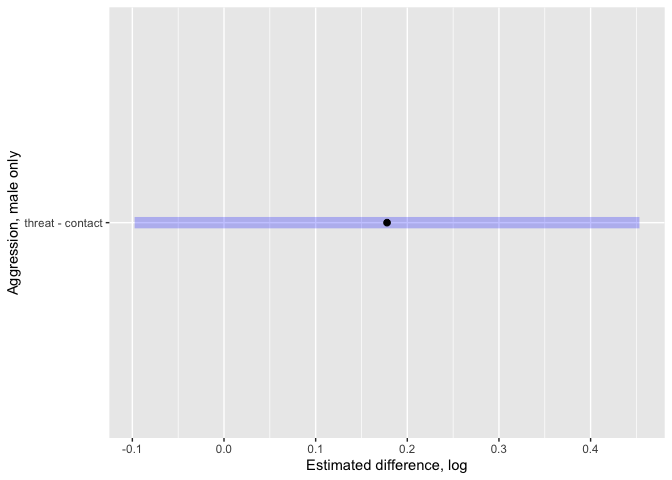 Aggression, male only
threat - contact
-0.1 0.0 0.1 0.2 0.3 0.4
Estimated difference, log